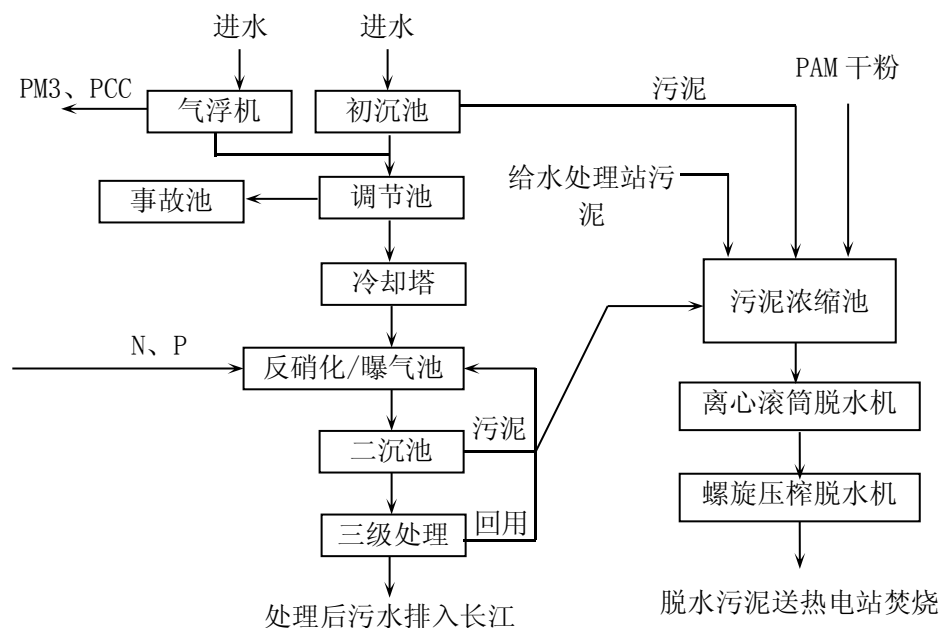 进水
进水
PAM 干粉
PM3、PCC
气浮机
初沉池
污泥
事故池
调节池
给水处理站污
泥
冷却塔
污泥浓缩池
N、P
反硝化/曝气池
离心滚筒脱水机
二沉池
污泥
螺旋压榨脱水机
三级处理
回用
处理后污水排入长江
脱水污泥送热电站焚烧